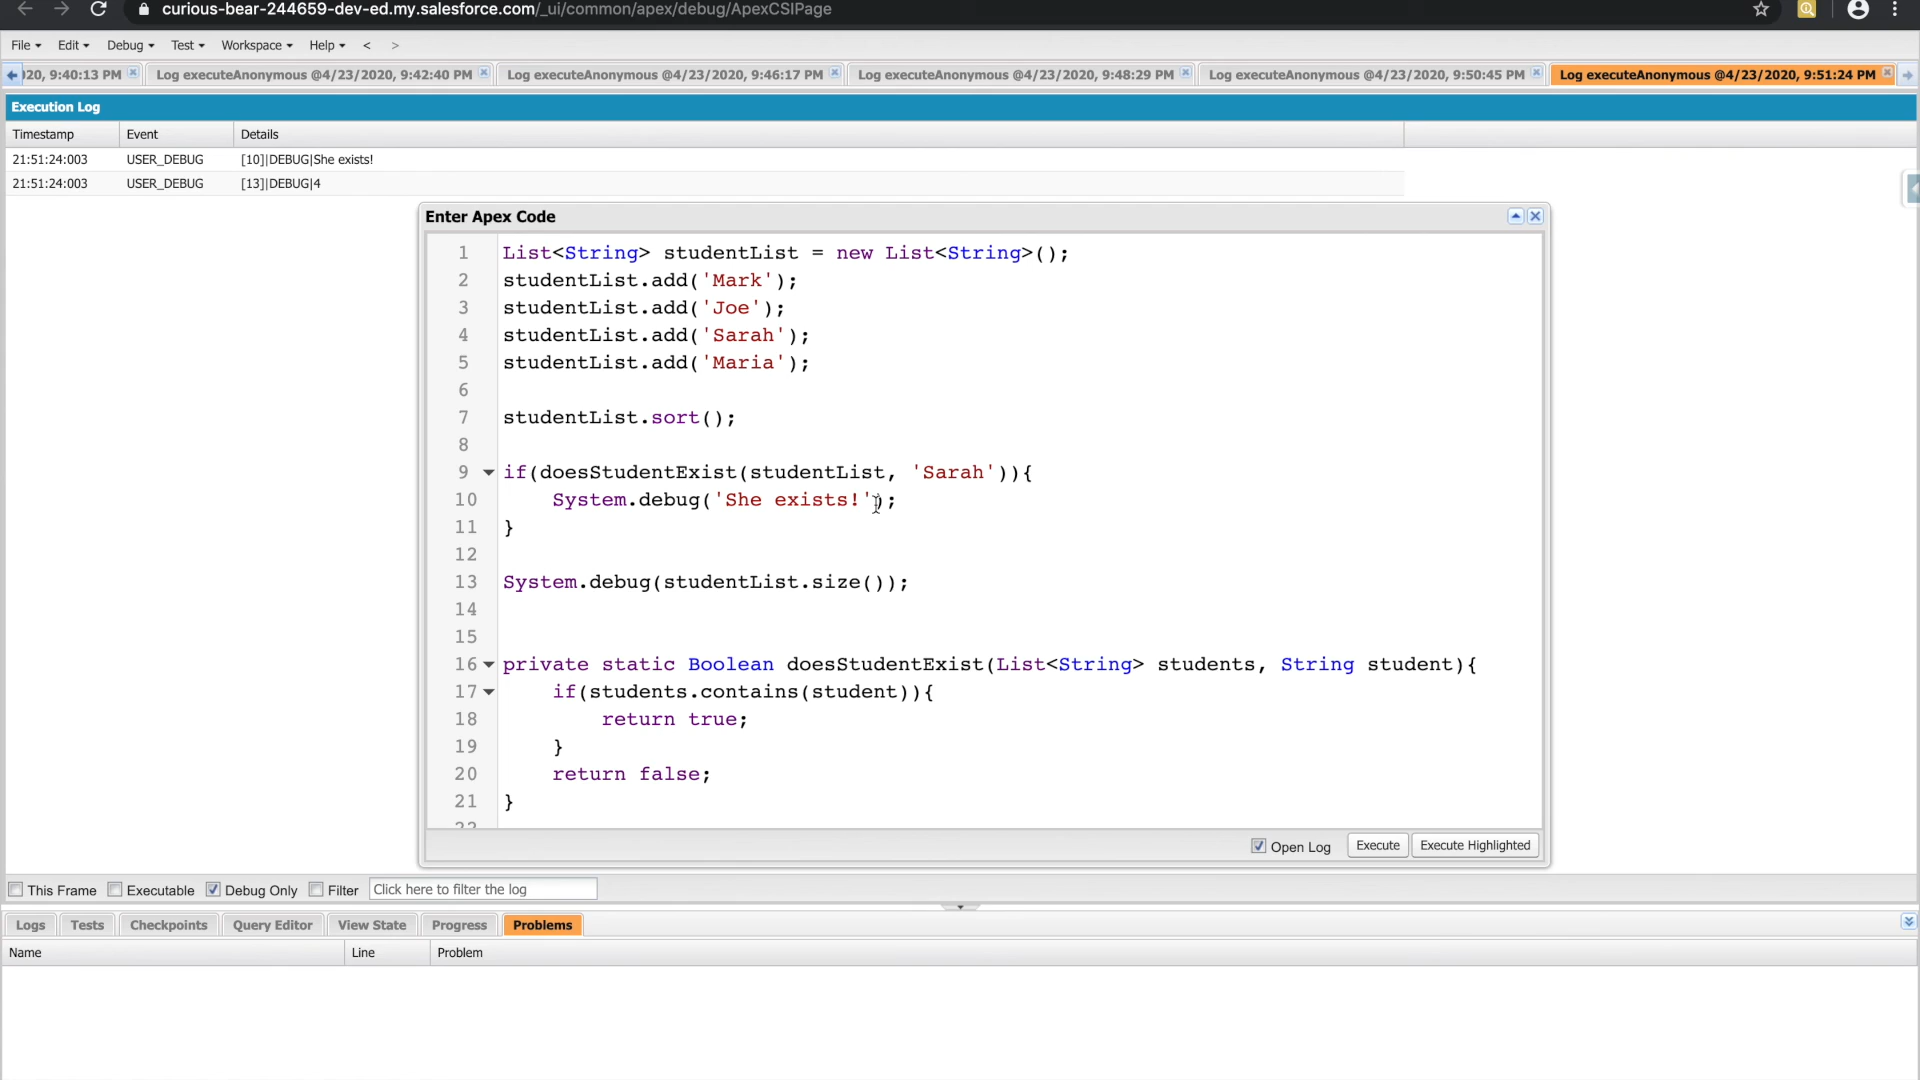 curious-bear-244659-dev-ed.my.salesforce.com/_ui/common/apex/debug/ApexCSIPage
File Edit Debug Test Workspace Help < >
020, 9:40:13 PM Log executeAnonymous @4/23/2020, 9:42:40 PM Log executeAnonymous @4/23/2020, 9:46:17 PM Log executeAnonymous @4/23/2020, 9:48:29 PM Log executeAnonymous @4/23/2020, 9:50:45 PM Log executeAnonymous @4/23/2020, 9:51:24 PM
Execution Log
Timestamp Event Details
21:51:24:003 USER_DEBUG [10]|DEBUG|She exists!
21:51:24:003 USER_DEBUG [13]|DEBUG|4
Enter Apex Code
1 List<String> studentList = new List<String>();
2 studentList.add('Mark');
3 studentList.add('Joe');
4 studentList.add('Sarah');
5 studentList.add('Maria');
6
7 studentList.sort();
8
9 if(doesStudentExist(studentList, 'Sarah')){
10 System.debug('She exists!');
11 }
12
13 System.debug(studentList.size());
14
15
16 private static Boolean doesStudentExist(List<String> students, String student){
17 if(students.contains(student)){
18 return true;
19 }
20 return false;
21 }
22
Open Log Execute Execute Highlighted
This Frame Executable Debug Only Filter Click here to filter the log
Logs Tests Checkpoints Query Editor View State Progress Problems
Name Line Problem